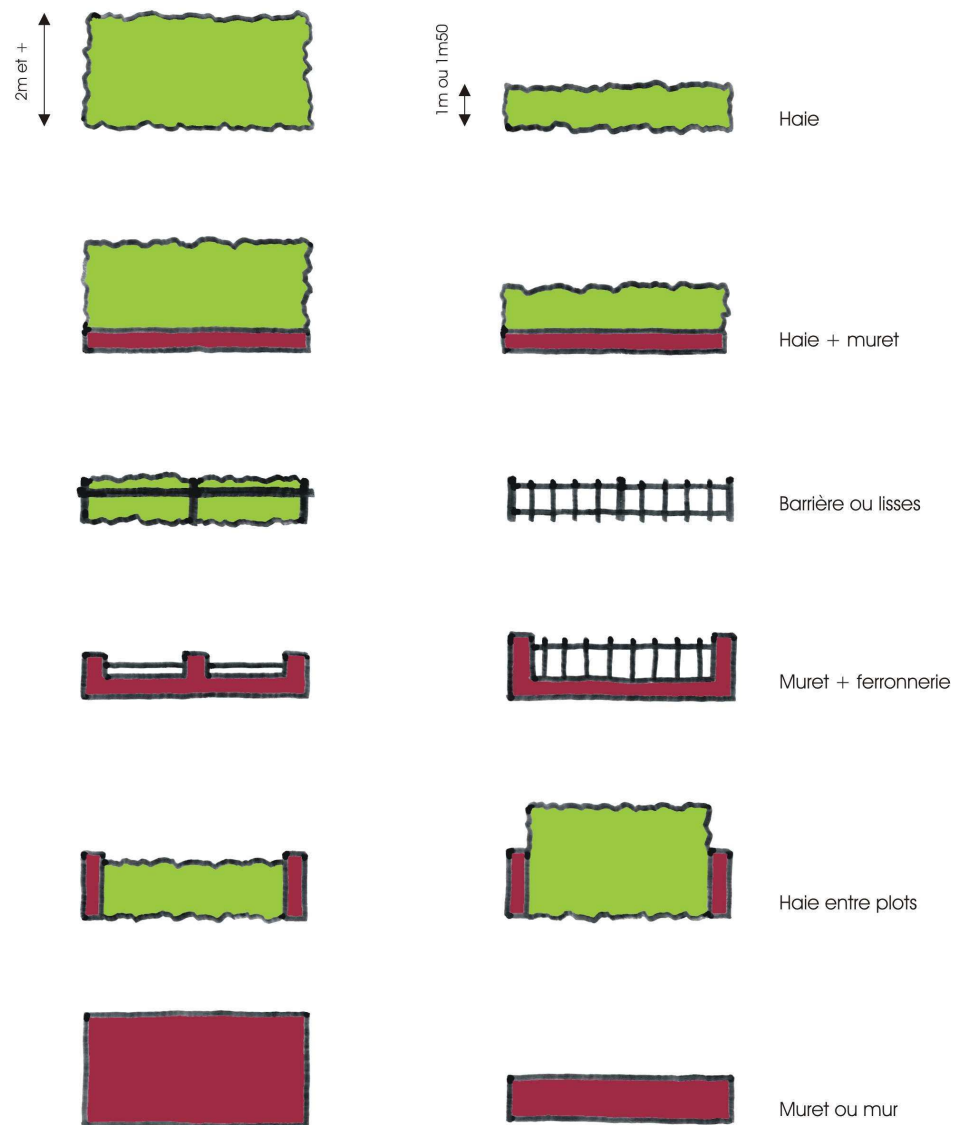 2m et +
1m ou 1m50
Haie
Haie + muret
Barrière ou lisses
Muret + ferronnerie
Haie entre plots
Muret ou mur